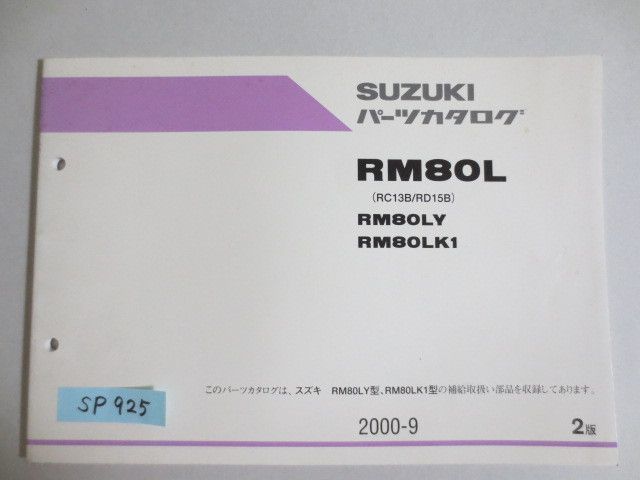 SUZUKI
パーツカタログ
RM80L
(RC13B/RD15B)
RM80LY
RM80LK1
このパーツカタログは、スズキ RM80LY型、RM80LK1型の補給取扱い部品を収録してあります。
SP 925
2000-9
2版